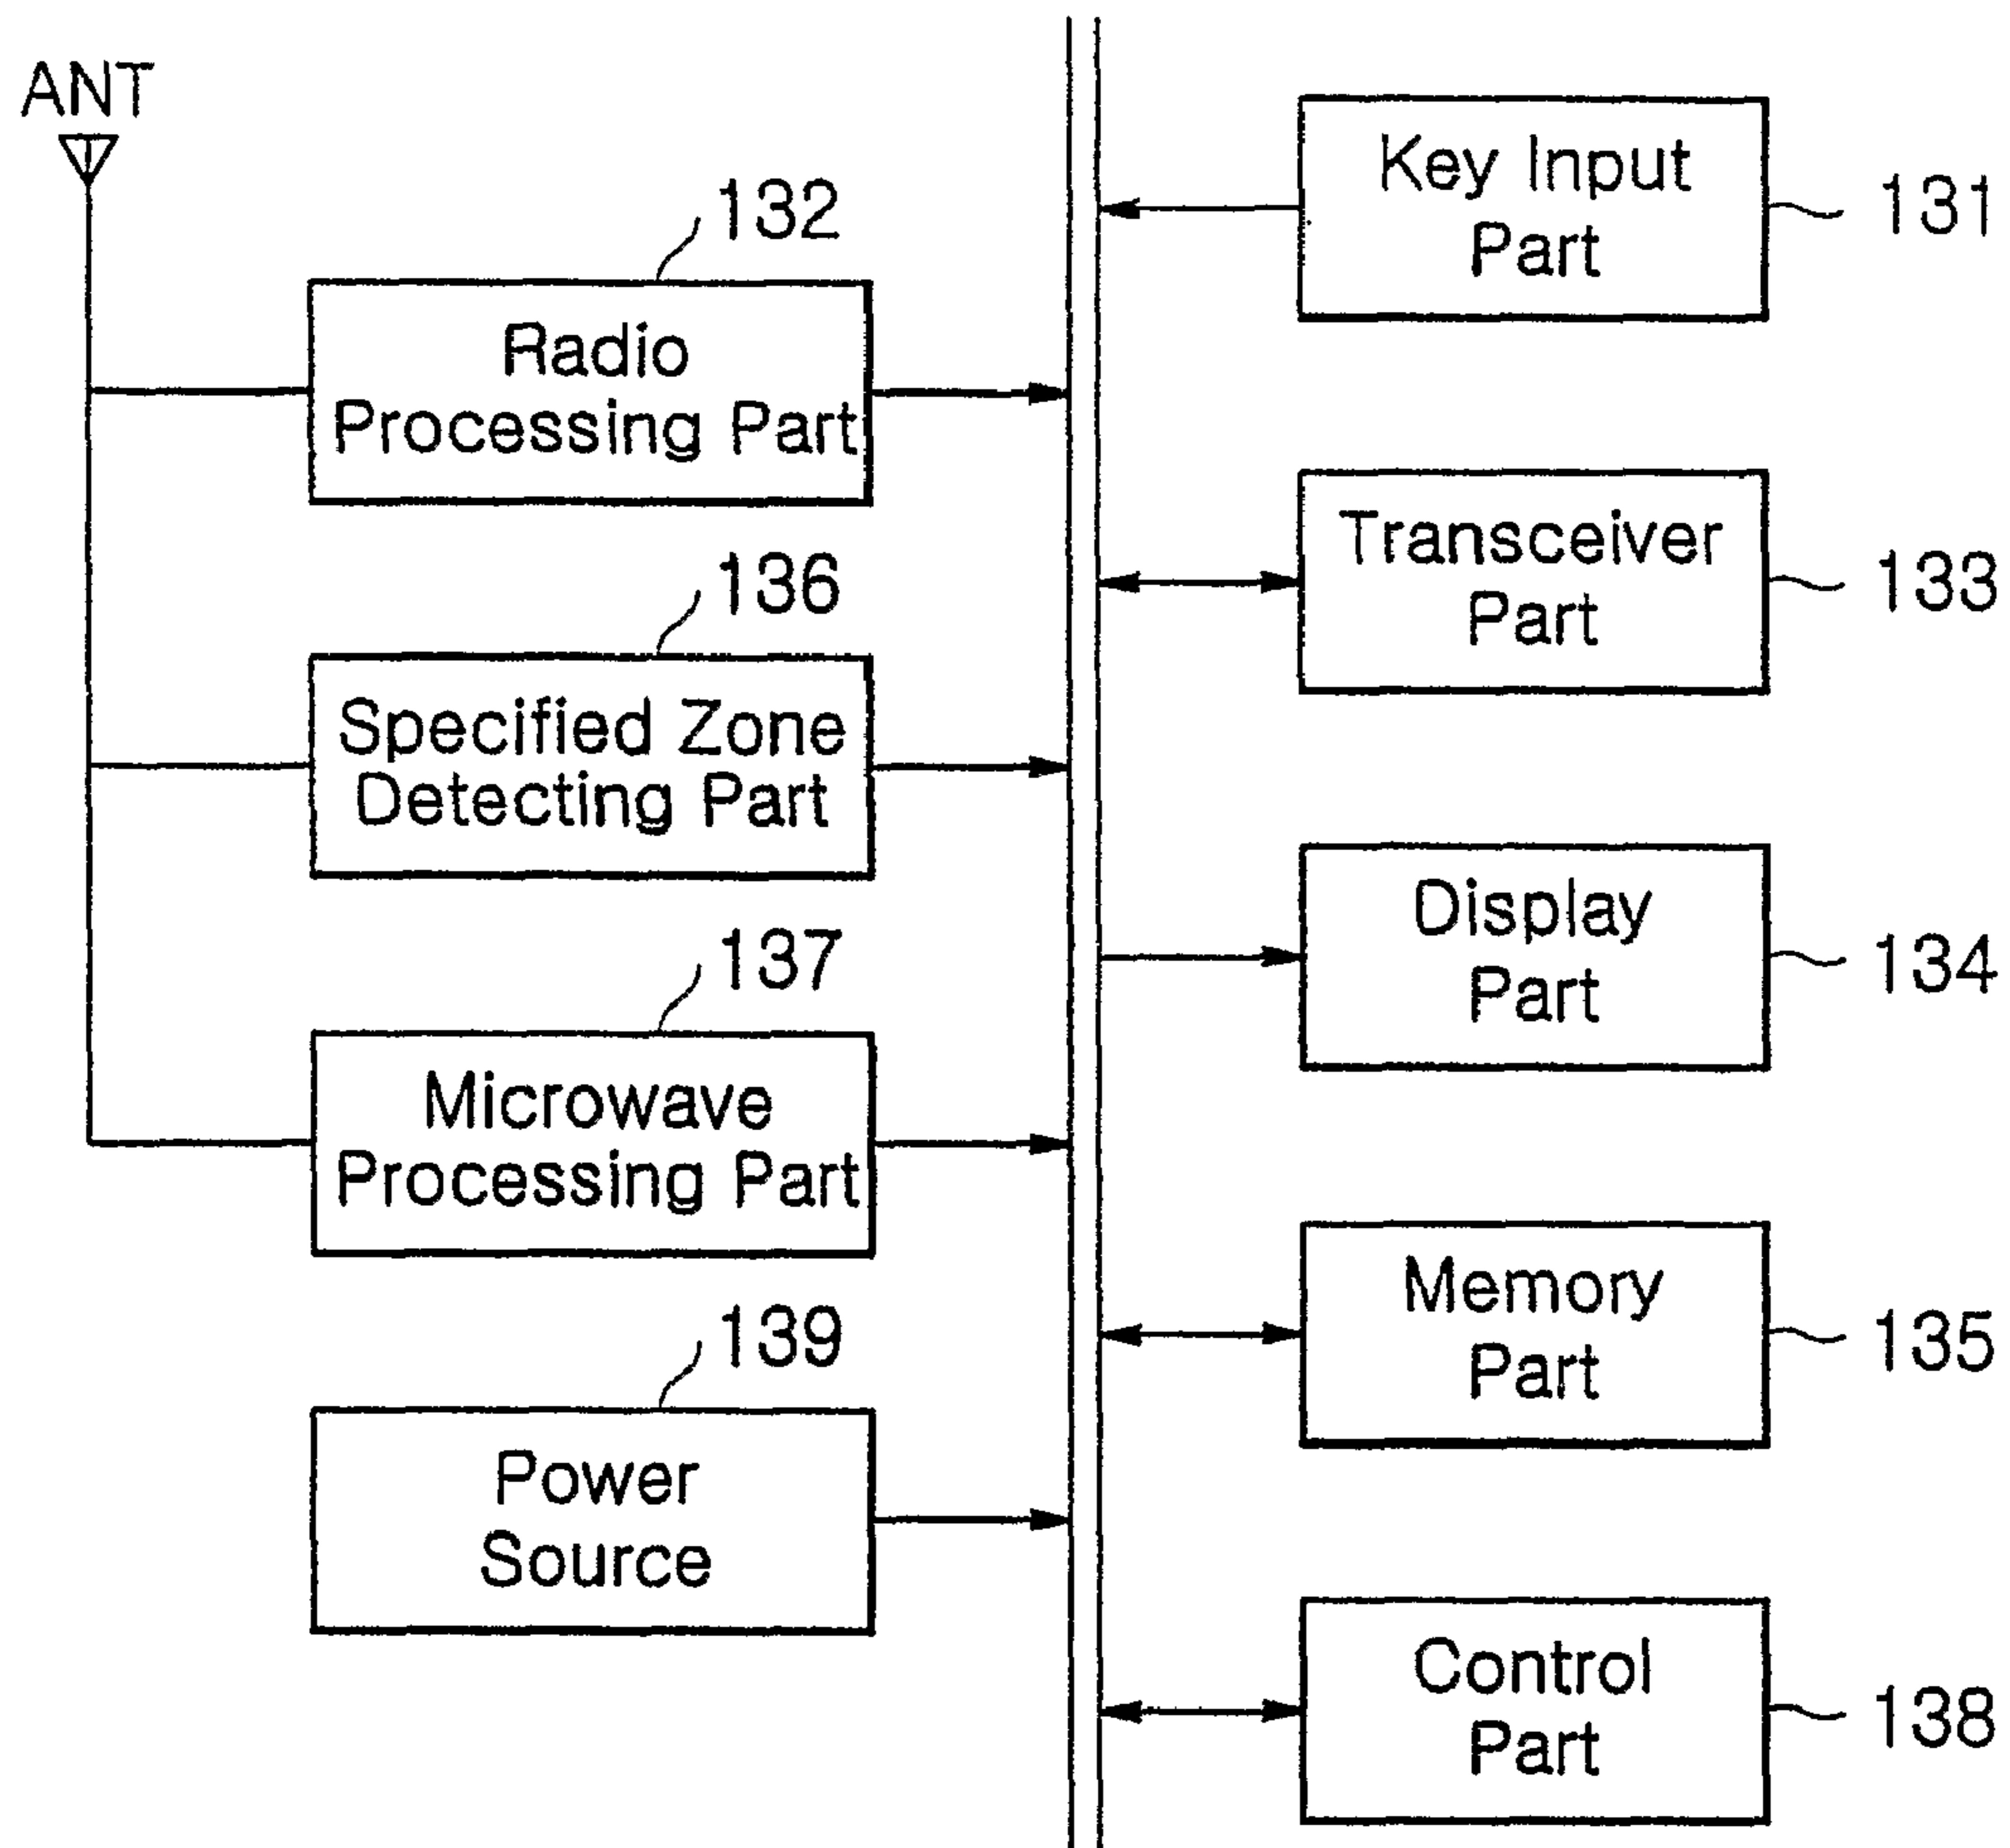 ANT
132
Radio
Processing Part
136
Specified Zone
Detecting Part
137
Microwave
Processing Part
139
Power
Source
Key Input
Part
131
Transceiver
Part
133
Display
Part
134
Memory
Part
135
Control
Part
138